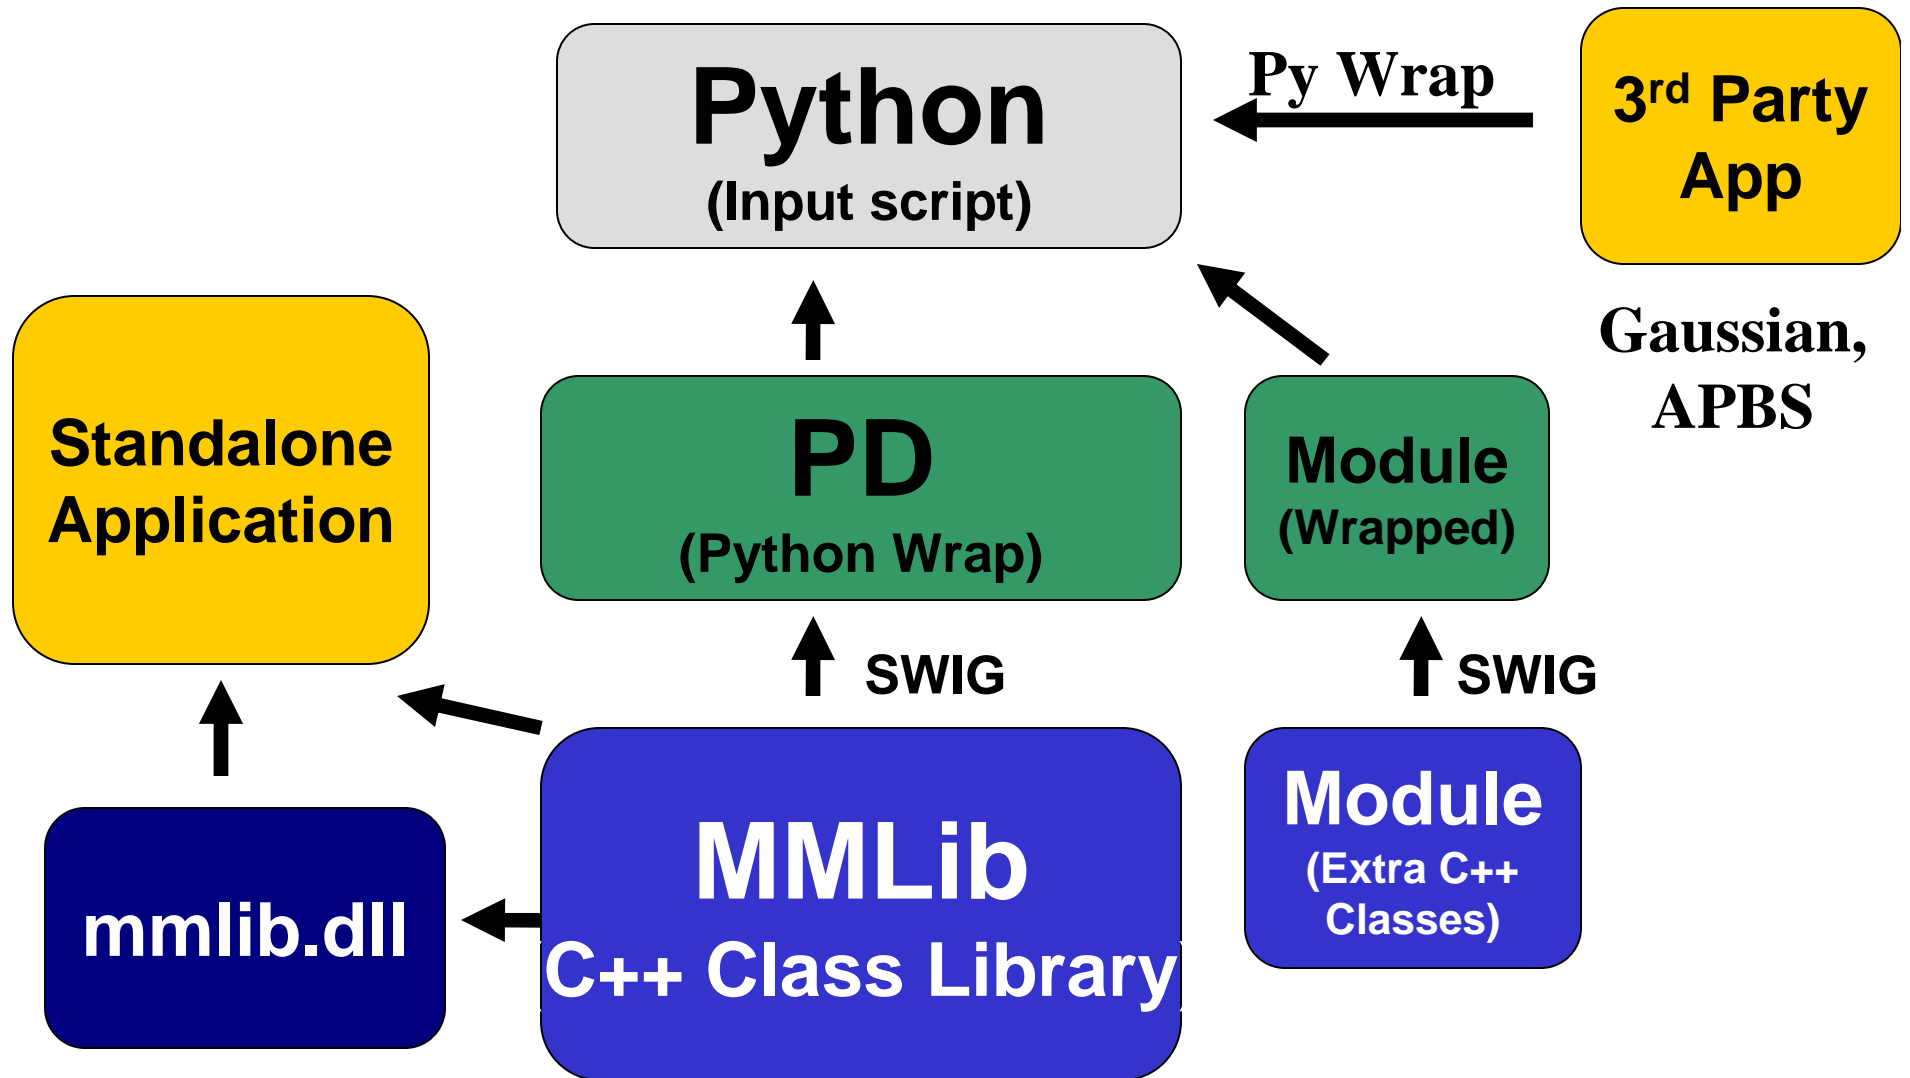 Python
(Input script)
Py Wrap
3rd Party
App
Gaussian,
APBS
Standalone
Application
PD
(Python Wrap)
Module
(Wrapped)
SWIG
SWIG
mmlib.dll
MMLib
(C++ Class Library)
Module
(Extra C++
Classes)